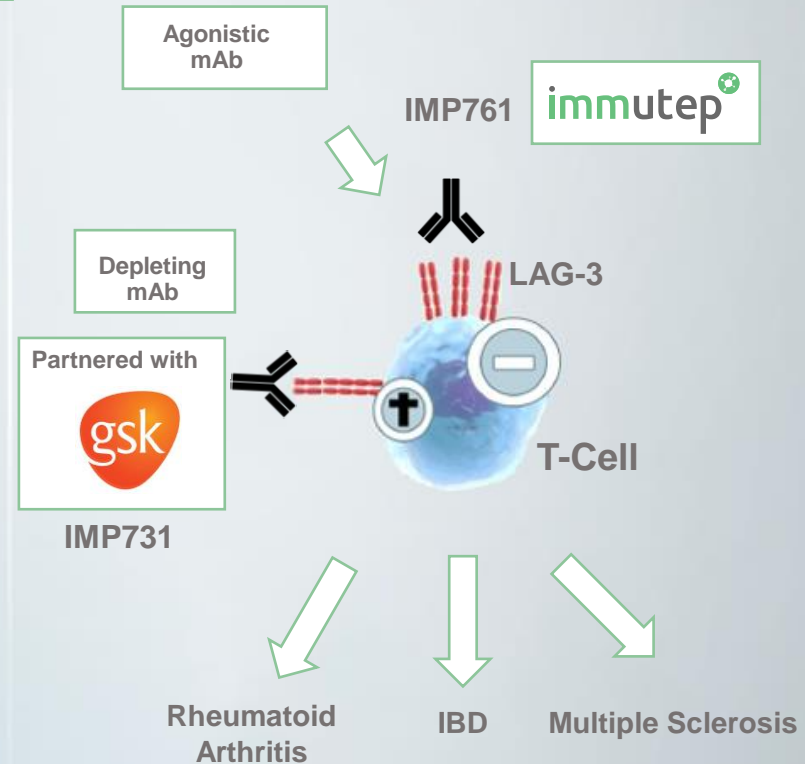 Agonistic
mAb
IMP761
immutep
LAG-3
Depleting
mAb
Partnered with
gsk
IMP731
T-Cell
Rheumatoid
Arthritis
IBD
Multiple Sclerosis